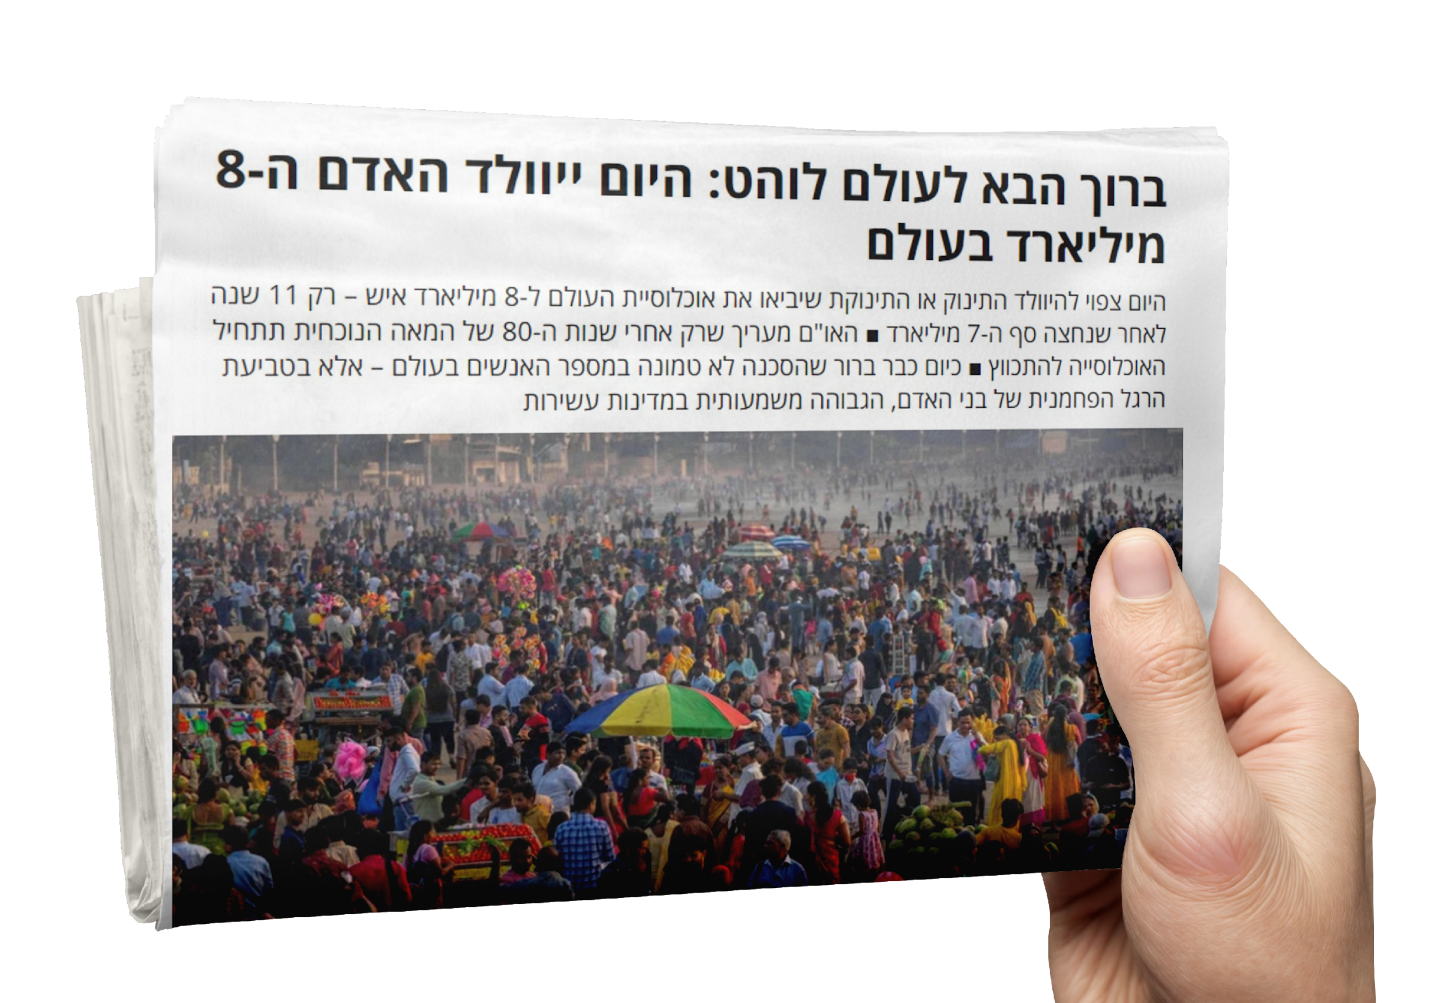 ברוך הבא לעולם לוהט: היום ייוולד האדם ה-8
מיליארד בעולם
היום צפוי להיוולד התינוק או התינוקת שיביאו את אוכלוסיית העולם ל-8 מיליארד איש – רק 11 שנה
לאחר שנחצה סף ה-7 מיליארד ■ האו"ם מעריך שרק אחרי שנות ה-80 של המאה הנוכחית תתחיל
האוכלוסייה להתכווץ ■ כיום כבר ברור שהסכנה לא טמונה במספר האנשים בעולם – אלא בטביעת
הרגל הפחמנית של בני האדם, הגבוהה משמעותית במדינות עשירות